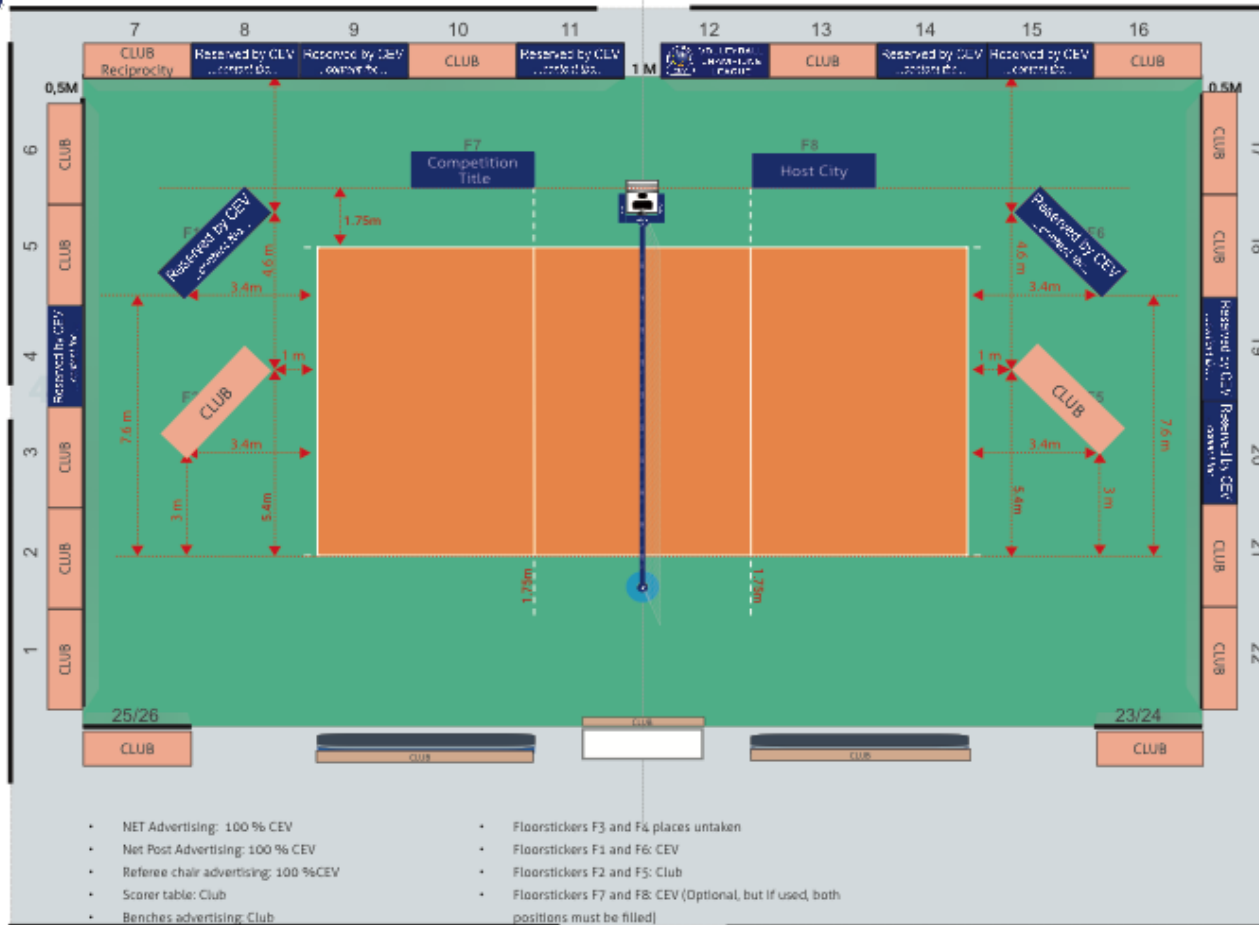 7 8 9 10 11 12 13 14 15 16
CLUB
Reciprocity
Reserved by CEV
Reserved by CEV
CLUB
Reserved by CEV
VOLLEYBALL
CHAMPIONS
LEAGUE
CLUB
Reserved by CEV
Reserved by CEV
CLUB
1 M
0,5M
0.5M
6
CLUB
5
CLUB
4
Reserved by CEV
3
CLUB
2
CLUB
1
CLUB
F7
Competition
Title
F8
Host City
Reserved by CEV
Reserved by CEV
F6
1.75m
4.6 m
3.4m
1 m
CLUB
3.4m
7.6 m
3 m
5.4m
1.75m
1.75m
4.6 m
3.4m
1 m
CLUB
3.4m
7.6 m
3 m
5.4m
17
CLUB
18
CLUB
19
Reserved by CEV
20
Reserved by CEV
21
CLUB
22
CLUB
25/26
CLUB
CLUB
CLUB
CLUB
23/24
CLUB
• NET Advertising: 100 % CEV
• Net Post Advertising: 100 % CEV
• Referee chair advertising: 100 %CEV
• Scorer table: Club
• Benches advertising: Club
• Floorstickers F3 and F4 places untaken
• Floorstickers F1 and F6: CEV
• Floorstickers F2 and F5: Club
• Floorstickers F7 and F8: CEV (Optional, but if used, both
positions must be filled)